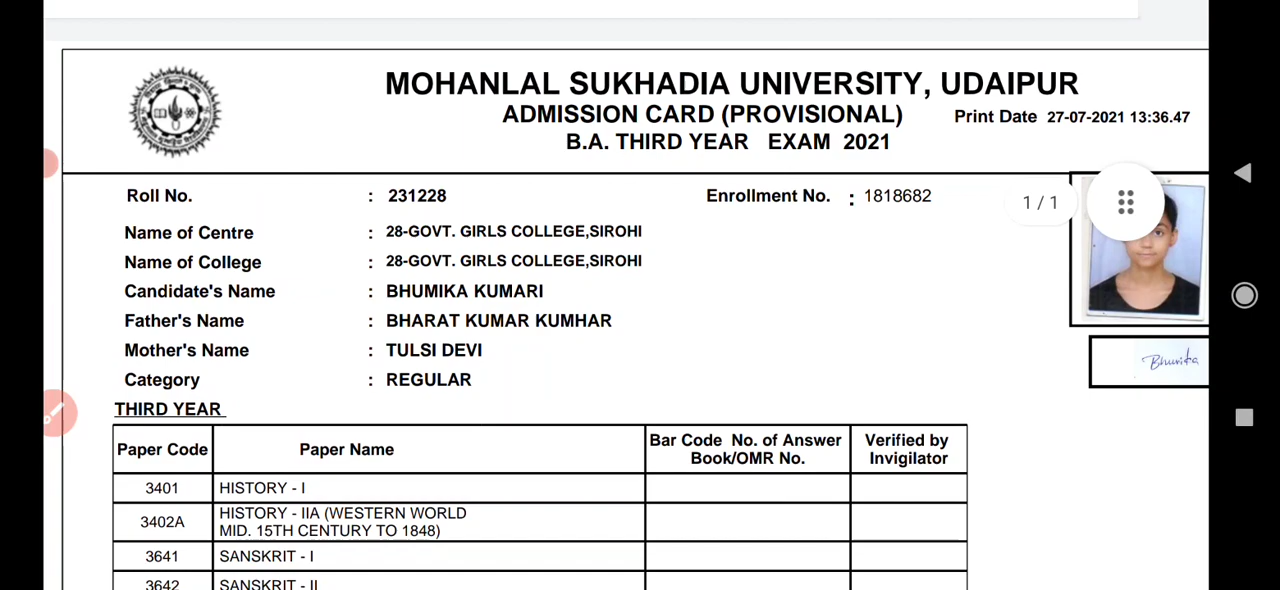 MOHANLAL SUKHADIA UNIVERSITY, UDAIPUR
ADMISSION CARD (PROVISIONAL)
Print Date 27-07-2021 13:36.47
B.A. THIRD YEAR EXAM 2021
Roll No. : 231228
Enrollment No. : 1818682
1 / 1
Name of Centre : 28-GOVT. GIRLS COLLEGE,SIROHI
Name of College : 28-GOVT. GIRLS COLLEGE,SIROHI
Candidate's Name : BHUMIKA KUMARI
Father's Name : BHARAT KUMAR KUMHAR
Mother's Name : TULSI DEVI
Bhumika
Category : REGULAR
THIRD YEAR
Paper Code Paper Name Bar Code No. of Answer Book/OMR No. Verified by Invigilator
3401 HISTORY - I
3402A HISTORY - IIA (WESTERN WORLD
MID. 15TH CENTURY TO 1848)
3641 SANSKRIT - I
3642 SANSKRIT - II